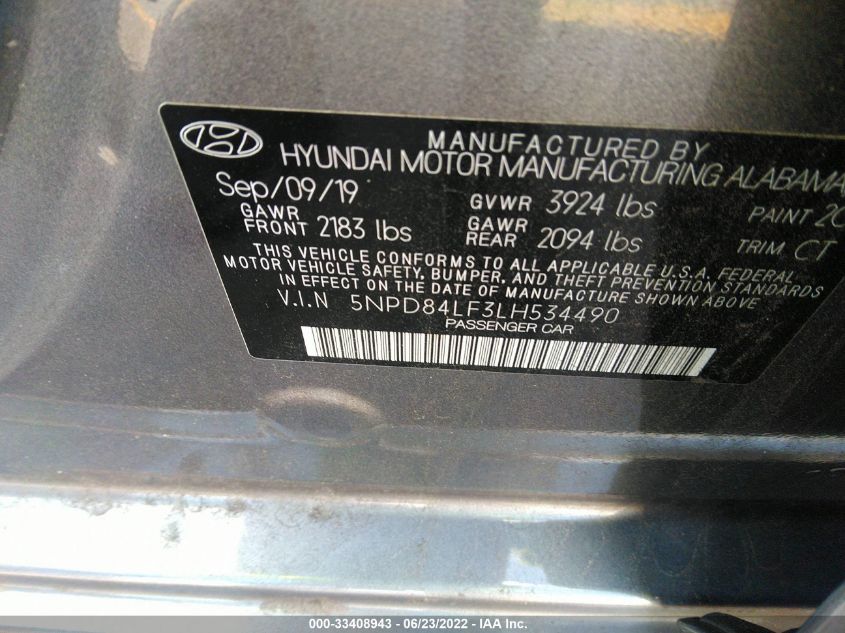 MANUFACTURED BY
HYUNDAI MOTOR MANUFACTURING ALABAMA
Sep/09/19 GVWR 3924 lbs PAINT
GAWR FRONT 2183 lbs GAWR REAR 2094 lbs TRIM CT
THIS VEHICLE CONFORMS TO ALL APPLICABLE U.S.A. FEDERAL
MOTOR VEHICLE SAFETY, BUMPER, AND THEFT PREVENTION STANDARDS
IN EFFECT ON THE DATE OF MANUFACTURE SHOWN ABOVE
V.I.N 5NPD84LF3LH534490
PASSENGER CAR
000-33408943 - 06/23/2022 - IAA Inc.